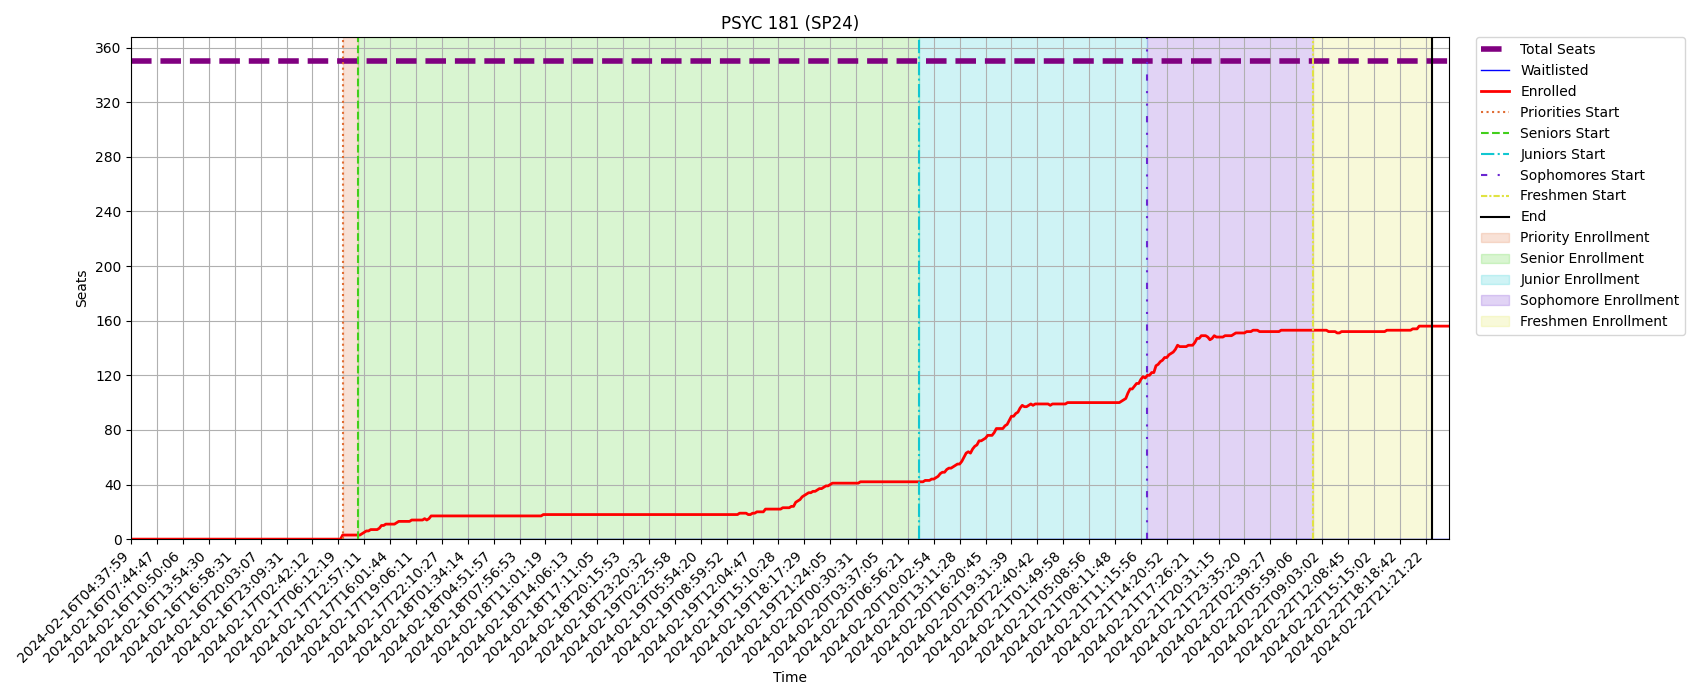 PSYC 181 (SP24)
Seats
360
320
280
240
200
160
120
80
40
0
2024-02-16T04:37:59
2024-02-16T07:44:47
2024-02-16T10:50:06
2024-02-16T13:54:30
2024-02-16T16:58:31
2024-02-16T20:03:07
2024-02-16T23:09:31
2024-02-17T02:42:12
2024-02-17T06:12:19
2024-02-17T12:57:11
2024-02-17T16:01:44
2024-02-17T19:06:11
2024-02-17T22:10:27
2024-02-18T01:34:14
2024-02-18T04:51:57
2024-02-18T07:56:53
2024-02-18T11:01:19
2024-02-18T14:06:13
2024-02-18T17:11:05
2024-02-18T20:15:53
2024-02-18T23:20:32
2024-02-19T02:25:58
2024-02-19T05:54:20
2024-02-19T08:59:52
2024-02-19T12:04:47
2024-02-19T15:10:28
2024-02-19T18:17:29
2024-02-19T21:24:05
2024-02-20T00:30:31
2024-02-20T03:37:05
2024-02-20T06:56:21
2024-02-20T10:02:54
2024-02-20T13:11:28
2024-02-20T16:20:45
2024-02-20T19:31:39
2024-02-20T22:40:42
2024-02-21T01:49:58
2024-02-21T05:08:56
2024-02-21T08:11:48
2024-02-21T11:15:56
2024-02-21T14:20:52
2024-02-21T17:26:21
2024-02-21T20:31:15
2024-02-21T23:35:20
2024-02-22T02:39:27
2024-02-22T05:59:06
2024-02-22T09:03:02
2024-02-22T12:08:45
2024-02-22T15:15:02
2024-02-22T18:18:42
2024-02-22T21:21:22
Time
Total Seats
Waitlisted
Enrolled
Priorities Start
Seniors Start
Juniors Start
Sophomores Start
Freshmen Start
End
Priority Enrollment
Senior Enrollment
Junior Enrollment
Sophomore Enrollment
Freshmen Enrollment